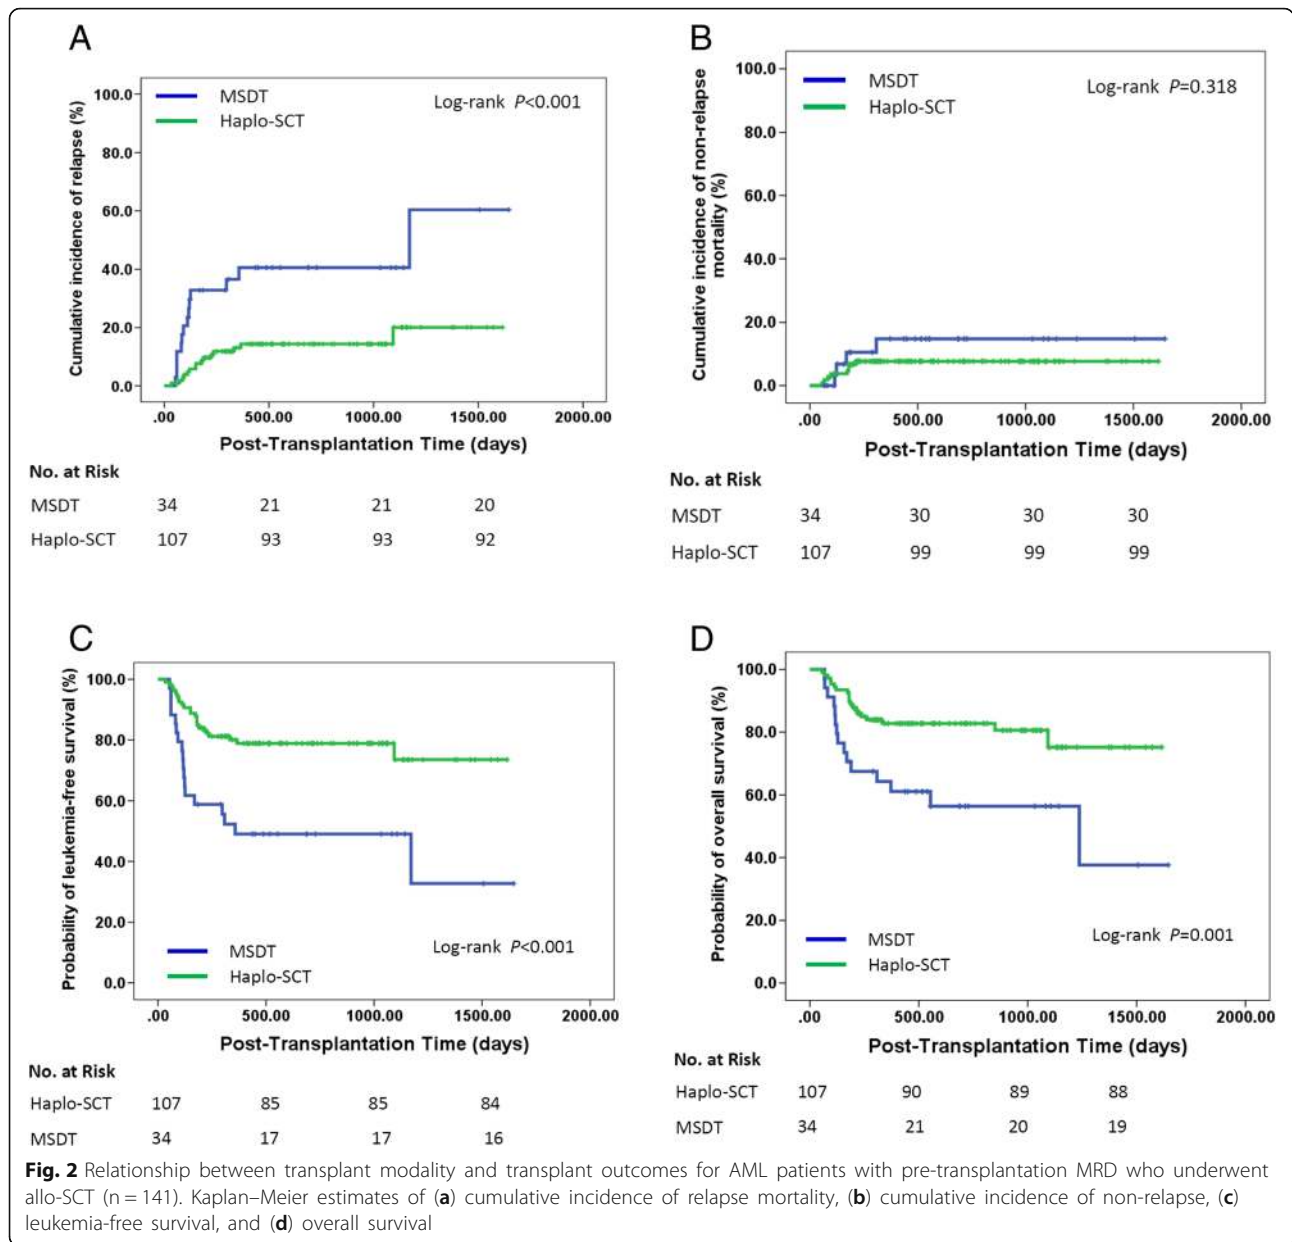 A
Cumulative incidence of relapse (%)
100.0
80.0
60.0
40.0
20.0
0.0
MSDT
Haplo-SCT
Log-rank P<0.001
.00 500.00 1000.00 1500.00 2000.00
Post-Transplantation Time (days)
No. at Risk
MSDT 34 21 21 20
Haplo-SCT 107 93 93 92
B
Cumulative incidence of non-relapse
mortality (%)
100.0
80.0
60.0
40.0
20.0
0.0
MSDT
Haplo-SCT
Log-rank P=0.318
.00 500.00 1000.00 1500.00 2000.00
Post-Transplantation Time (days)
No. at Risk
MSDT 34 30 30 30
Haplo-SCT 107 99 99 99
C
Probability of leukemia-free survival (%)
100.0
80.0
60.0
40.0
20.0
0.0
MSDT
Haplo-SCT
Log-rank P<0.001
.00 500.00 1000.00 1500.00 2000.00
Post-Transplantation Time (days)
No. at Risk
Haplo-SCT 107 85 85 84
MSDT 34 17 17 16
D
Probability of overall survival (%)
100.0
80.0
60.0
40.0
20.0
0.0
MSDT
Haplo-SCT
Log-rank P=0.001
.00 500.00 1000.00 1500.00 2000.00
Post-Transplantation Time (days)
No. at Risk
Haplo-SCT 107 90 89 88
MSDT 34 21 20 19
Fig. 2 Relationship between transplant modality and transplant outcomes for AML patients with pre-transplantation MRD who underwent
allo-SCT (n = 141). Kaplan–Meier estimates of (a) cumulative incidence of relapse mortality, (b) cumulative incidence of non-relapse, (c)
leukemia-free survival, and (d) overall survival